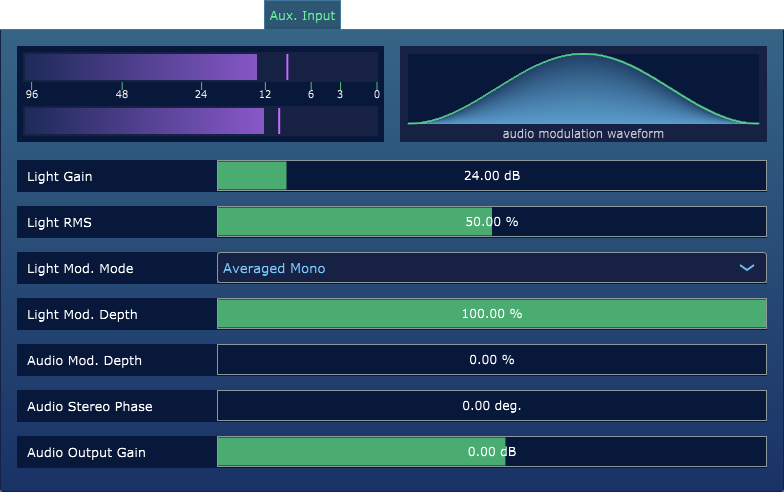 Aux. Input
96 48 24 12 6 3 0
audio modulation waveform
Light Gain 24.00 dB
Light RMS 50.00 %
Light Mod. Mode Averaged Mono
Light Mod. Depth 100.00 %
Audio Mod. Depth 0.00 %
Audio Stereo Phase 0.00 deg.
Audio Output Gain 0.00 dB